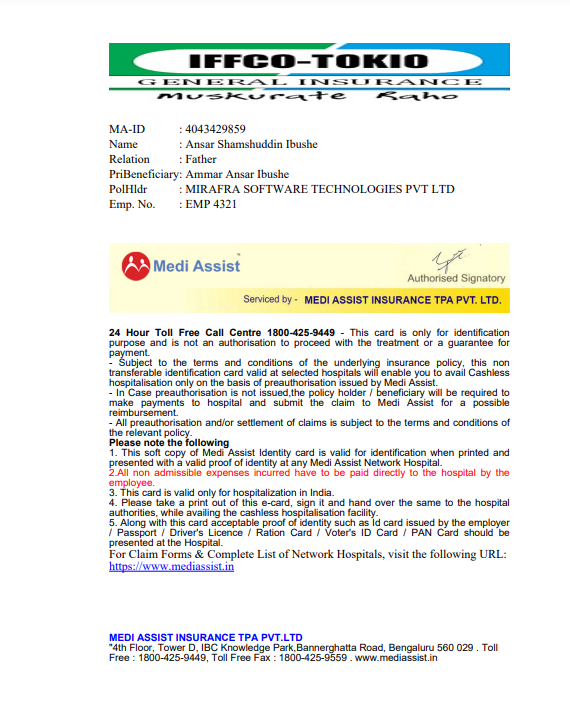 IFFCO-TOKIO
GENERAL INSURANCE
Muskurate Raho
MA-ID : 4043429859
Name : Ansar Shamshuddin Ibushe
Relation : Father
PriBeneficiary: Ammar Ansar Ibushe
PolHldr : MIRAFRA SOFTWARE TECHNOLOGIES PVT LTD
Emp. No. : EMP 4321
Medi Assist
Authorised Signatory
Serviced by - MEDI ASSIST INSURANCE TPA PVT. LTD.
24 Hour Toll Free Call Centre 1800-425-9449 - This card is only for identification
purpose and is not an authorisation to proceed with the treatment or a guarantee for
payment.
- Subject to the terms and conditions of the underlying insurance policy, this non
transferable identification card valid at selected hospitals will enable you to avail Cashless
hospitalisation only on the basis of preauthorisation issued by Medi Assist.
- In Case preauthorisation is not issued,the policy holder / beneficiary will be required to
make payments to hospital and submit the claim to Medi Assist for a possible
reimbursement.
- All preauthorisation and/or settlement of claims is subject to the terms and conditions of
the relevant policy.
Please note the following
1. This soft copy of Medi Assist Identity card is valid for identification when printed and
presented with a valid proof of identity at any Medi Assist Network Hospital.
2.All non admissible expenses incurred have to be paid directly to the hospital by the
employee.
3. This card is valid only for hospitalization in India.
4. Please take a print out of this e-card, sign it and hand over the same to the hospital
authorities, while availing the cashless hospitalisation facility.
5. Along with this card acceptable proof of identity such as Id card issued by the employer
/ Passport / Driver's Licence / Ration Card / Voter's ID Card / PAN Card should be
presented at the Hospital.
For Claim Forms & Complete List of Network Hospitals, visit the following URL:
https://www.mediassist.in
MEDI ASSIST INSURANCE TPA PVT.LTD
"4th Floor, Tower D, IBC Knowledge Park,Bannerghatta Road, Bengaluru 560 029 . Toll
Free : 1800-425-9449, Toll Free Fax : 1800-425-9559 . www.mediassist.in